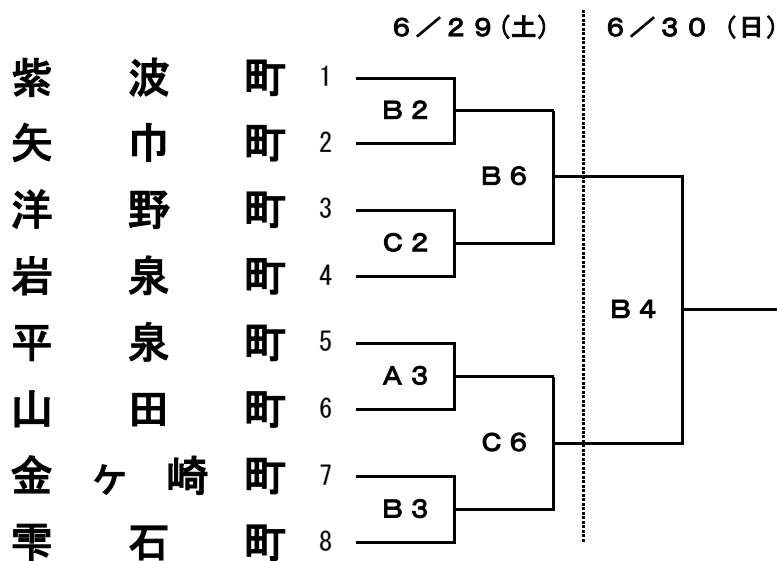 6/29(土) 6/30(日)
紫波町 1
B2
矢巾町 2
B6
洋野町 3
C2
岩泉町 4
B4
平泉町 5
A3
山田町 6
C6
金ヶ崎町 7
B3
雫石町 8